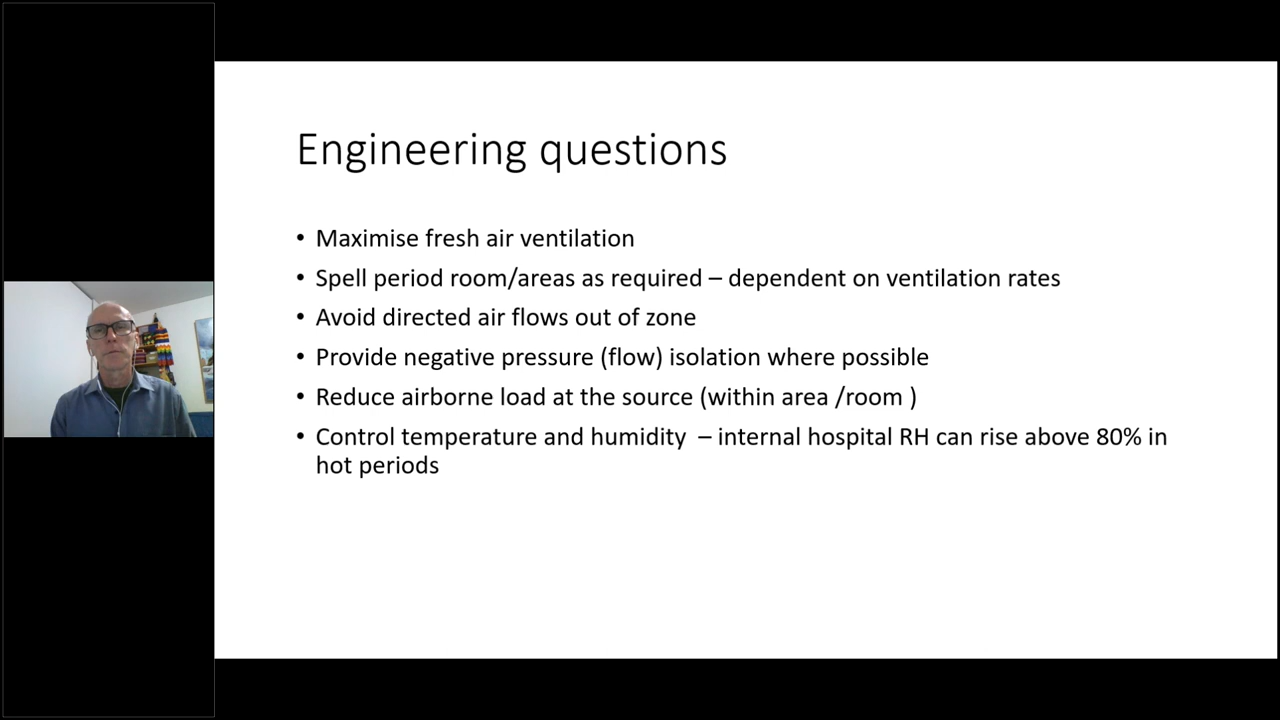 Engineering questions
• Maximise fresh air ventilation
• Spell period room/areas as required – dependent on ventilation rates
• Avoid directed air flows out of zone
• Provide negative pressure (flow) isolation where possible
• Reduce airborne load at the source (within area /room )
• Control temperature and humidity  – internal hospital RH can rise above 80% in
hot periods